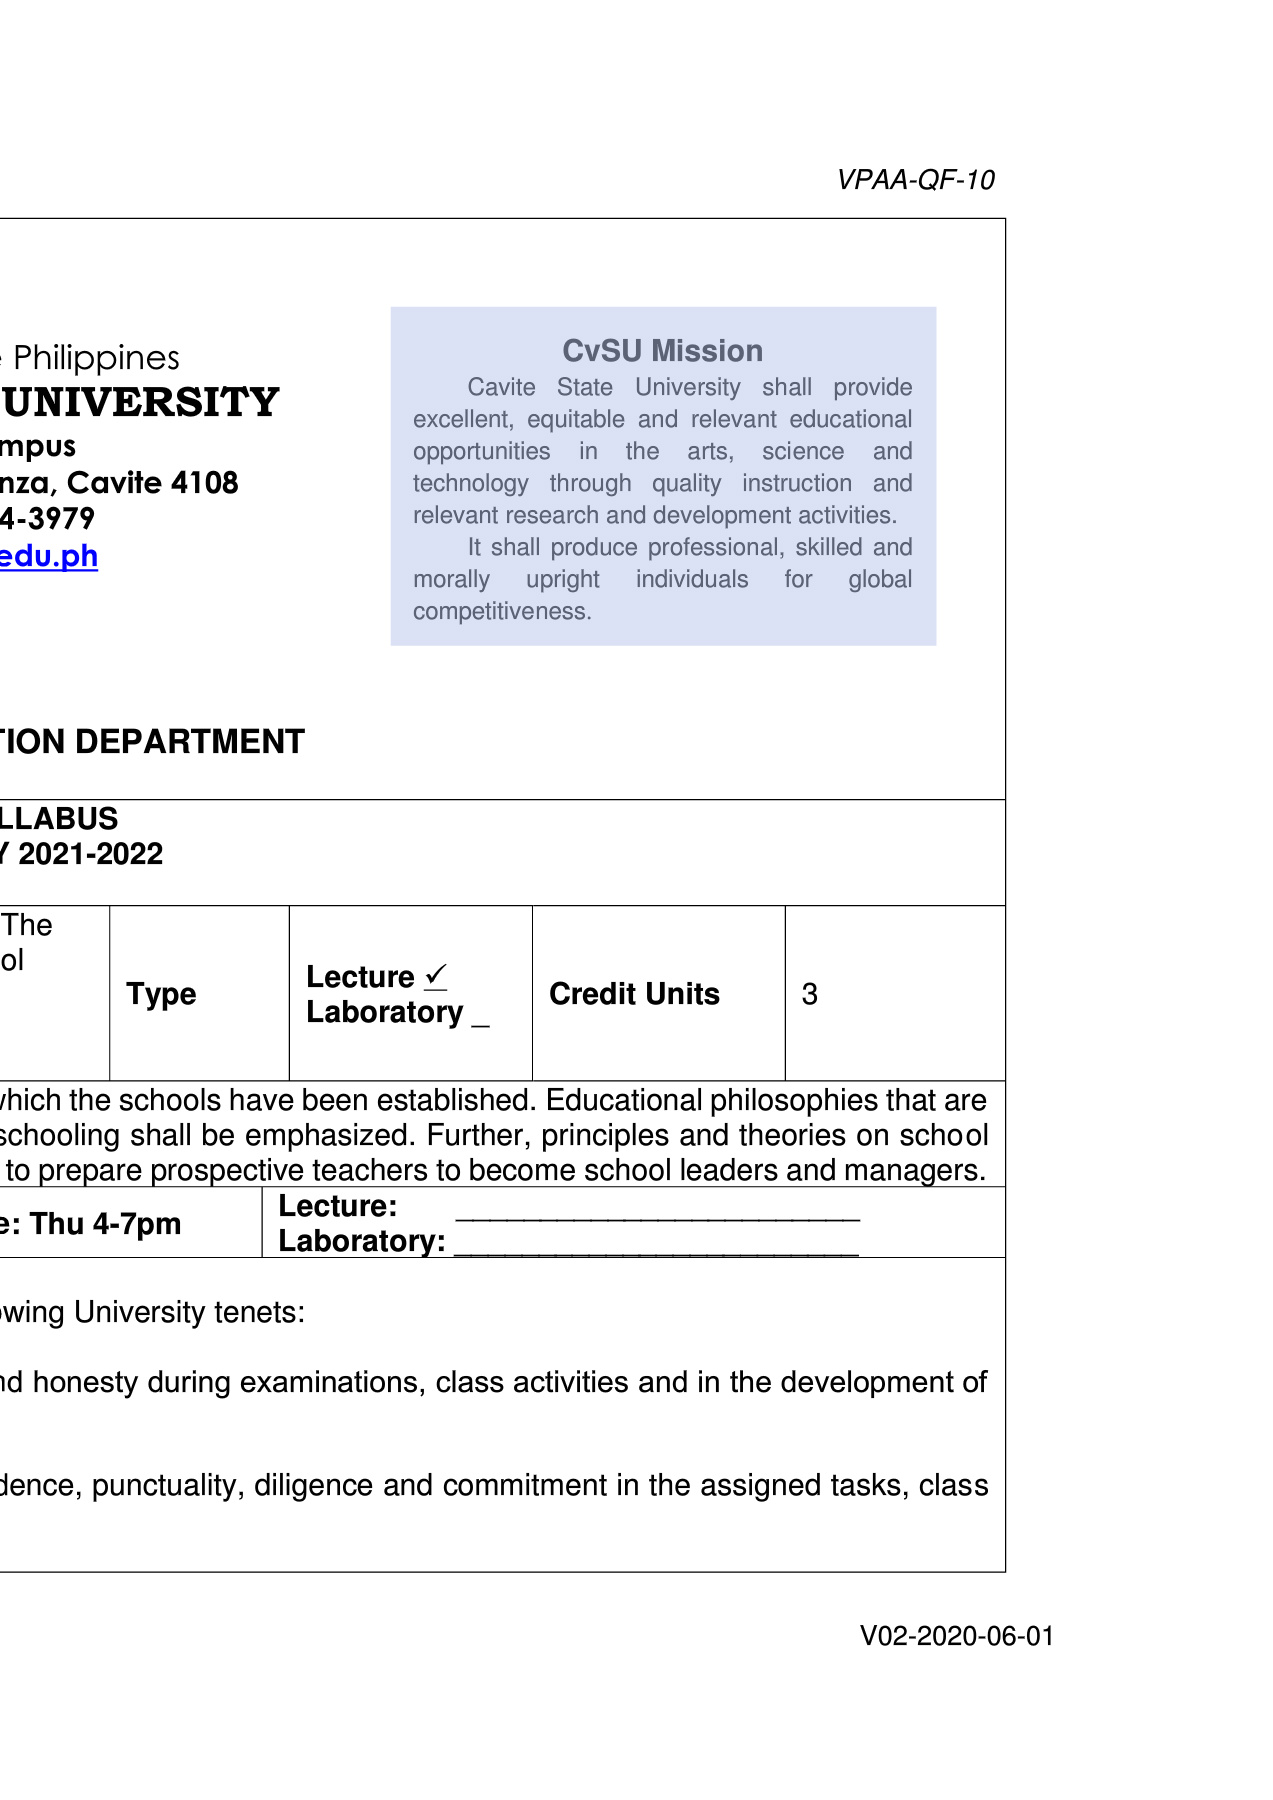 VPAA-QF-10
Philippines
UNIVERSITY
mpus
nza, Cavite 4108
4-3979
edu.ph
CvSU Mission
Cavite State University shall provide
excellent, equitable and relevant educational
opportunities in the arts, science and
technology through quality instruction and
relevant research and development activities.
It shall produce professional, skilled and
morally upright individuals for global
competitiveness.
TION DEPARTMENT
LLABUS
Y 2021-2022
The
ol
Type
Lecture ✓
Laboratory _
Credit Units
3
which the schools have been established. Educational philosophies that are
schooling shall be emphasized. Further, principles and theories on school
to prepare prospective teachers to become school leaders and managers.
e: Thu 4-7pm
Lecture: ________________________
Laboratory: ________________________
owing University tenets:
nd honesty during examinations, class activities and in the development of
dence, punctuality, diligence and commitment in the assigned tasks, class
V02-2020-06-01